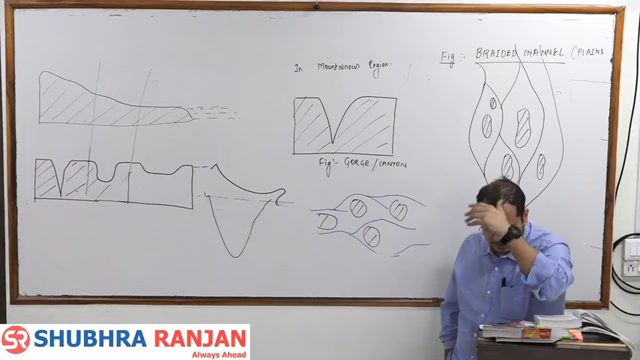 In Mountainous Region.
Fig:- GORGE/CANYON
Fig:- BRAIDED CHANNEL (PLAINS
SR SHUBHRA RANJAN
Always Ahead